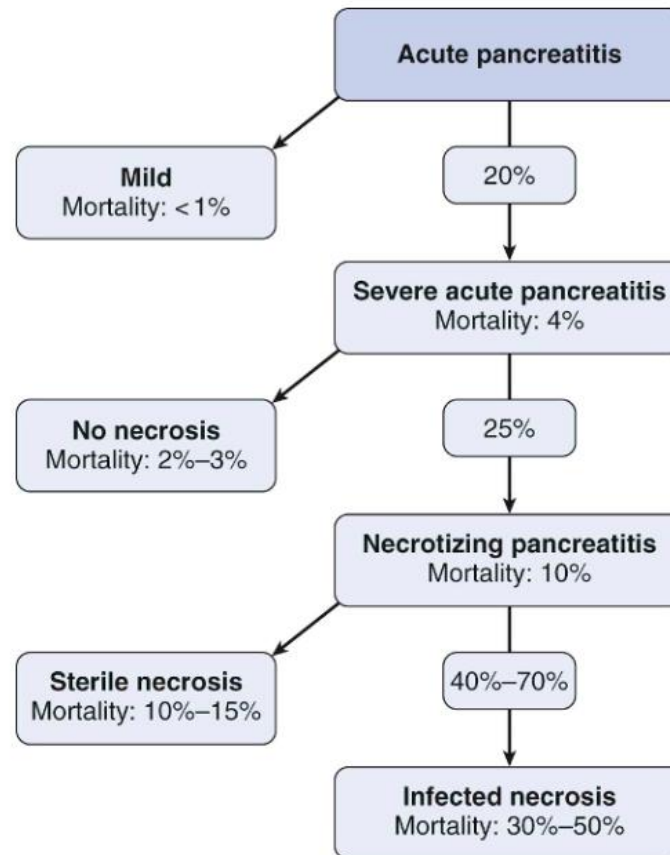 Acute pancreatitis
Mild
Mortality: <1%
20%
Severe acute pancreatitis
Mortality: 4%
No necrosis
Mortality: 2%–3%
25%
Necrotizing pancreatitis
Mortality: 10%
Sterile necrosis
Mortality: 10%–15%
40%–70%
Infected necrosis
Mortality: 30%–50%